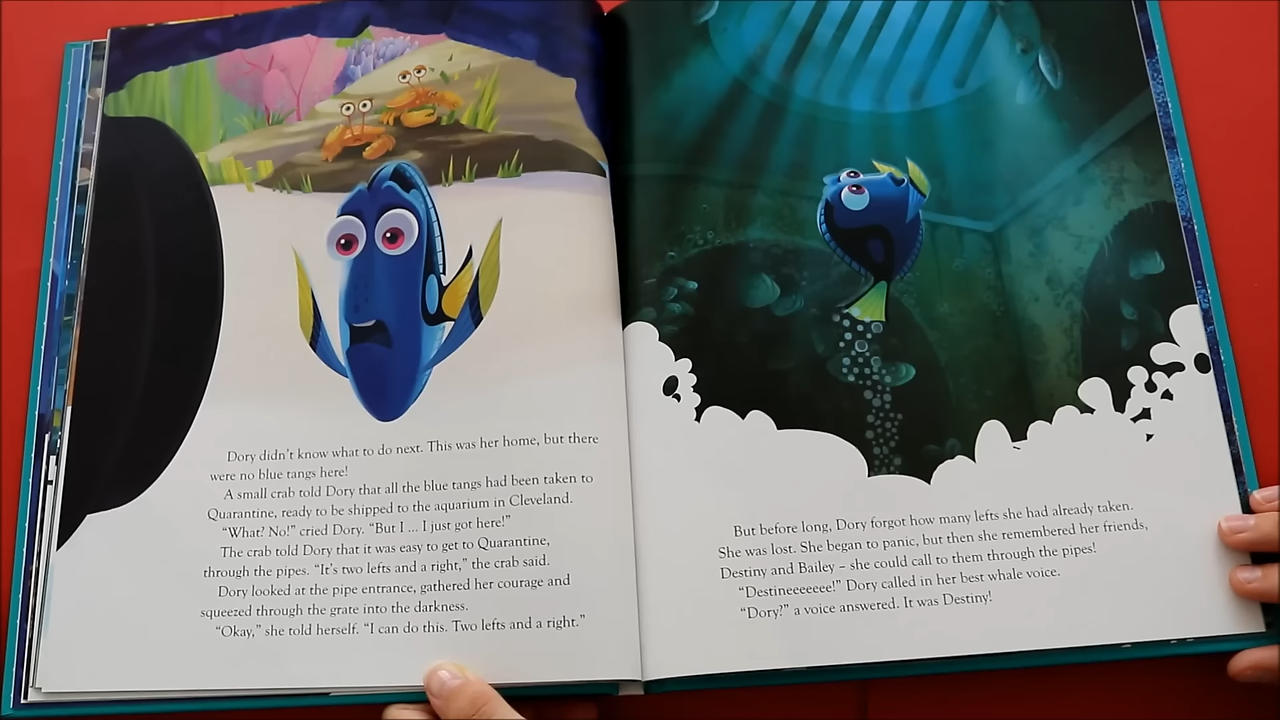 Dory didn't know what to do next. This was her home, but there
were no blue tangs here!
A small crab told Dory that all the blue tangs had been taken to
Quarantine, ready to be shipped to the aquarium in Cleveland.
“What? No!” cried Dory. “But I ... I just got here!”
The crab told Dory that it was easy to get to Quarantine,
through the pipes. “It's two lefts and a right,” the crab said.
Dory looked at the pipe entrance, gathered her courage and
squeezed through the grate into the darkness.
“Okay,” she told herself. “I can do this. Two lefts and a right.”
But before long, Dory forgot how many lefts she had already taken.
She was lost. She began to panic, but then she remembered her friends,
Destiny and Bailey – she could call to them through the pipes!
“Destineeeeeee!” Dory called in her best whale voice.
“Dory?” a voice answered. It was Destiny!